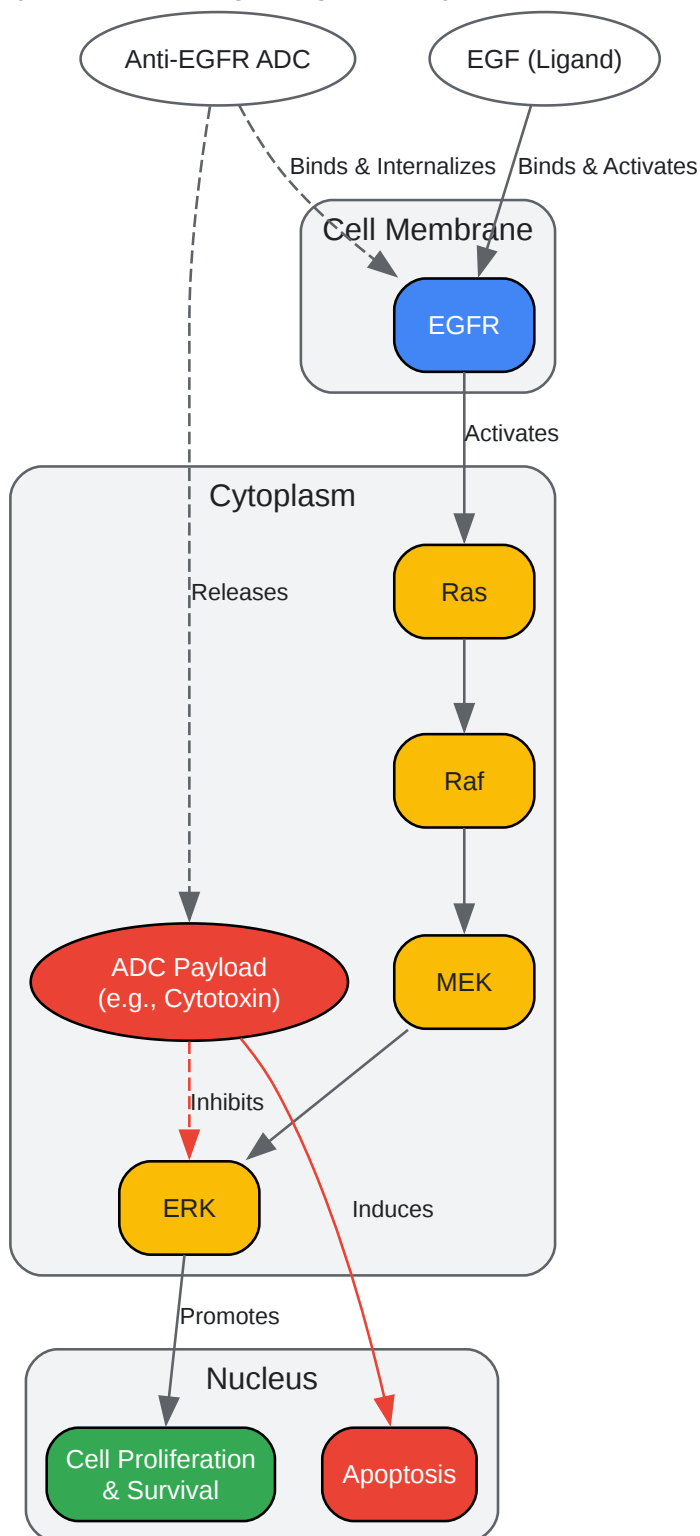 Anti-EGFR ADC
EGF (Ligand)
Binds & Internalizes
Binds & Activates
Cell Membrane
EGFR
Activates
Cytoplasm
Releases
Ras
Raf
ADC Payload
(e.g., Cytotoxin)
MEK
Inhibits
ERK
Induces
Promotes
Nucleus
Cell Proliferation
& Survival
Apoptosis